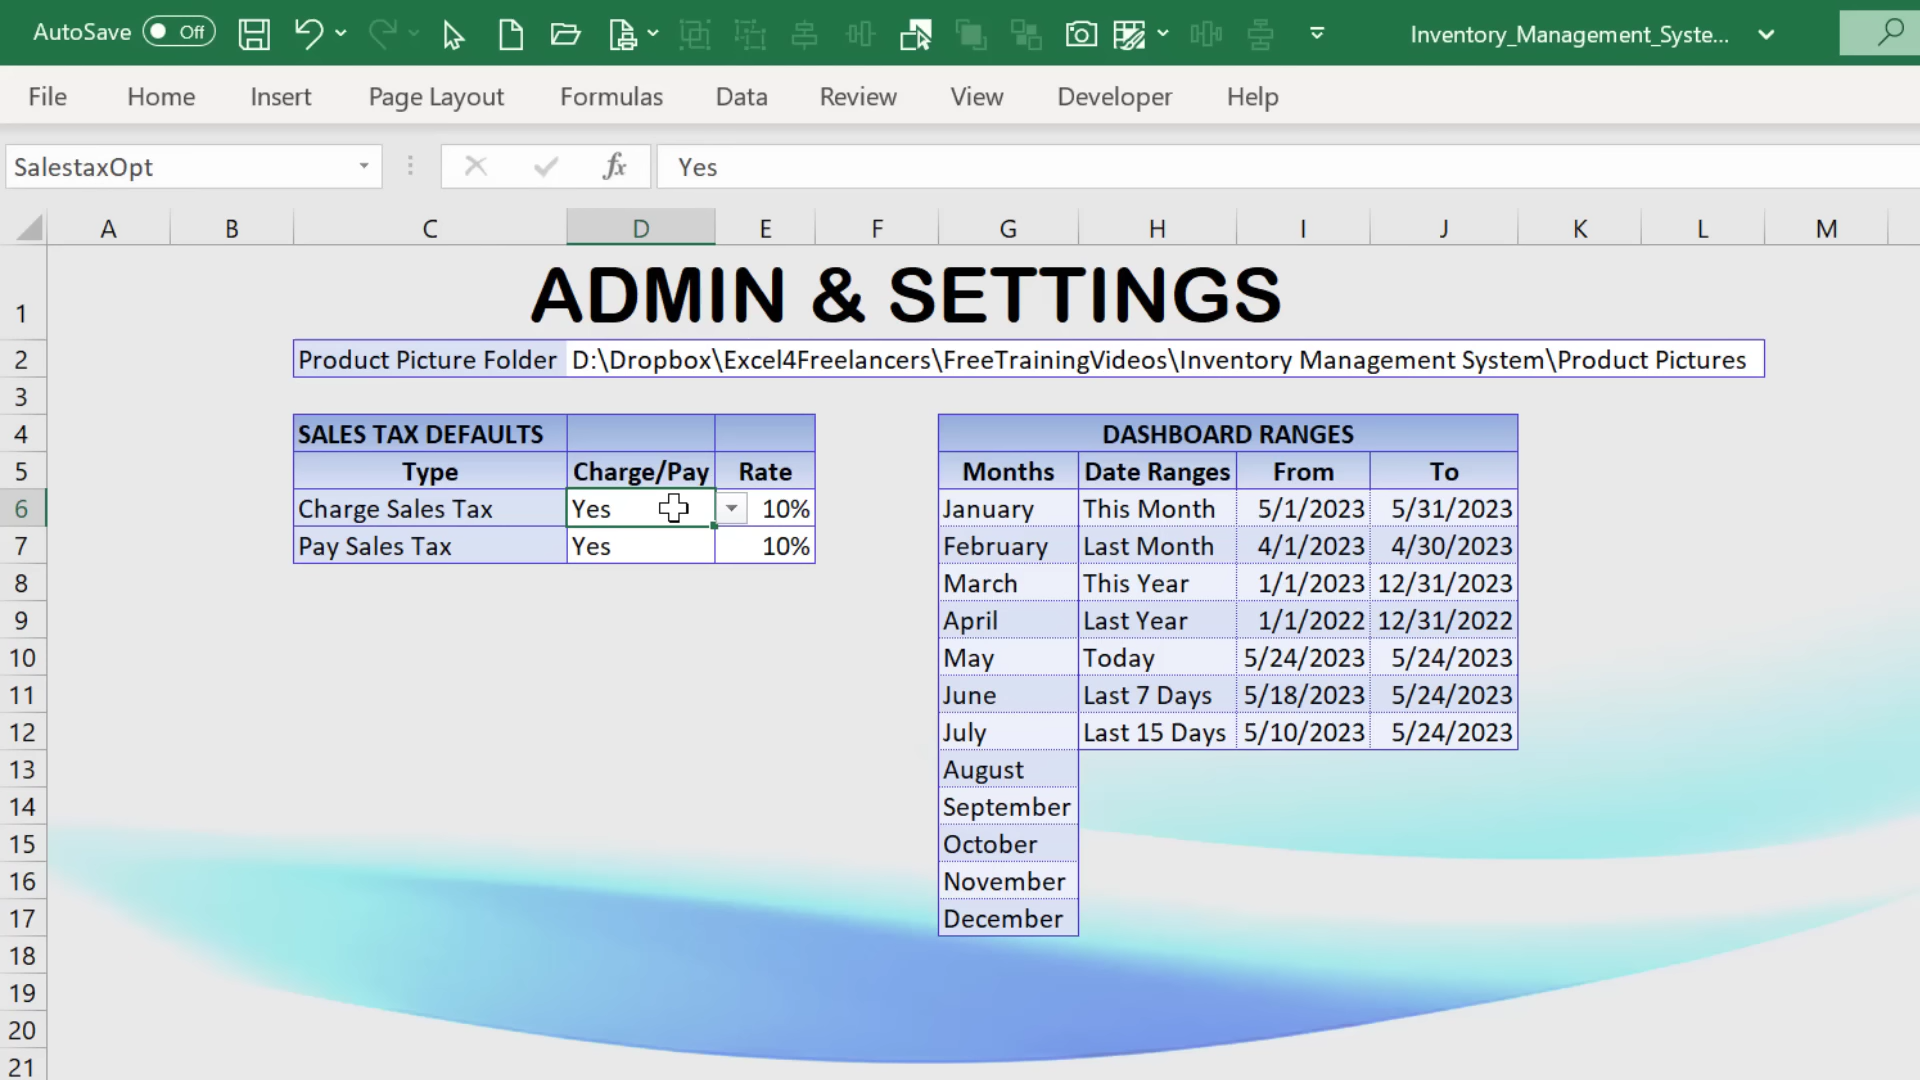 AutoSave Off Inventory_Management_Syste...
File Home Insert Page Layout Formulas Data Review View Developer Help
SalestaxOpt fx Yes
A B C D E F G H I J K L M
1 ADMIN & SETTINGS
2 Product Picture Folder D:\Dropbox\Excel4Freelancers\FreeTrainingVideos\Inventory Management System\Product Pictures
3
4 SALES TAX DEFAULTS DASHBOARD RANGES
5 Type Charge/Pay Rate Months Date Ranges From To
6 Charge Sales Tax Yes 10% January This Month 5/1/2023 5/31/2023
7 Pay Sales Tax Yes 10% February Last Month 4/1/2023 4/30/2023
8 March This Year 1/1/2023 12/31/2023
9 April Last Year 1/1/2022 12/31/2022
10 May Today 5/24/2023 5/24/2023
11 June Last 7 Days 5/18/2023 5/24/2023
12 July Last 15 Days 5/10/2023 5/24/2023
13 August
14 September
15 October
16 November
17 December
18
19
20
21